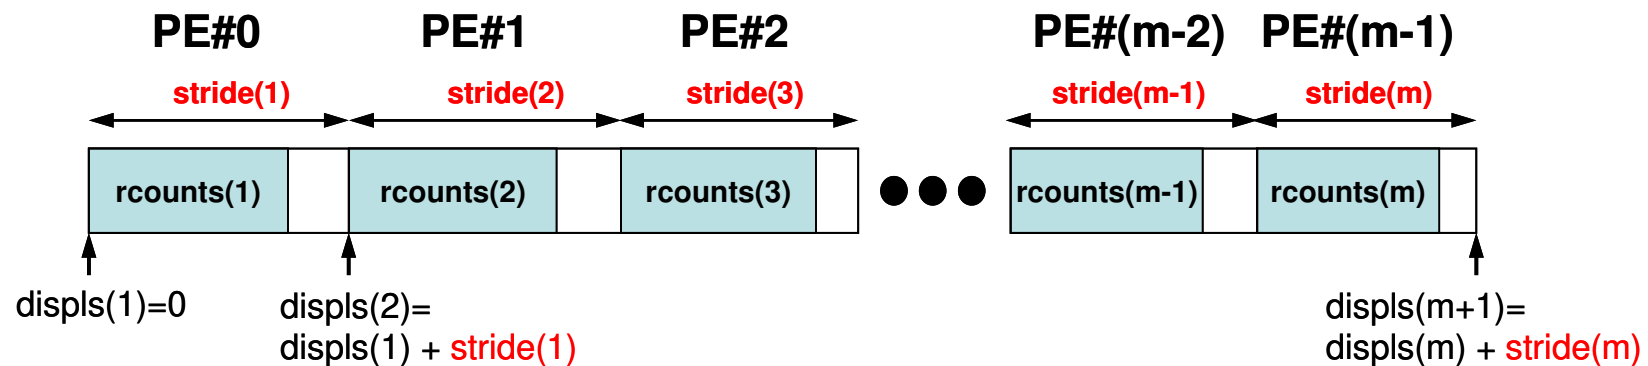 PE#0 PE#1 PE#2 PE#(m-2) PE#(m-1)
stride(1) stride(2) stride(3) stride(m-1) stride(m)
rcounts(1) rcounts(2) rcounts(3) rcounts(m-1) rcounts(m)
displs(1)=0 displs(2)= displs(m+1)=
displs(1) + stride(1) displs(m) + stride(m)